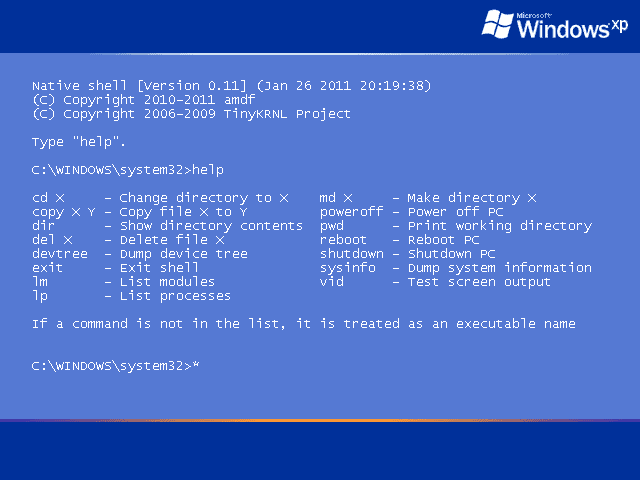 Microsoft
Windows xp
Native shell [Version 0.11] (Jan 26 2011 20:19:38)
(C) Copyright 2010-2011 amdf
(C) Copyright 2006-2009 TinyKRNL Project
Type "help".
C:\WINDOWS\system32>help
cd X - Change directory to X md X - Make directory X
copy X Y - Copy file X to Y poweroff - Power off PC
dir - Show directory contents pwd - Print working directory
del X - Delete file X reboot - Reboot PC
devtree - Dump device tree shutdown - Shutdown PC
exit - Exit shell sysinfo - Dump system information
lm - List modules vid - Test screen output
lp - List processes
If a command is not in the list, it is treated as an executable name
C:\WINDOWS\system32>*